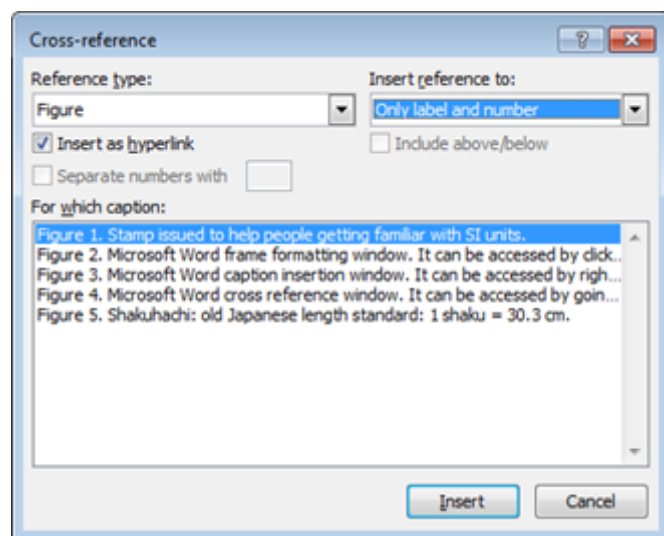 Cross-reference
Reference type:
Insert reference to:
Figure
Only label and number
Insert as hyperlink
Include above/below
Separate numbers with
For which caption:
Figure 1. Stamp issued to help people getting familiar with SI units.
Figure 2. Microsoft Word frame formatting window. It can be accessed by click...
Figure 3. Microsoft Word caption insertion window. It can be accessed by righ...
Figure 4. Microsoft Word cross reference window. It can be accessed by goin...
Figure 5. Shakuhachi: old Japanese length standard: 1 shaku = 30.3 cm.
Insert
Cancel